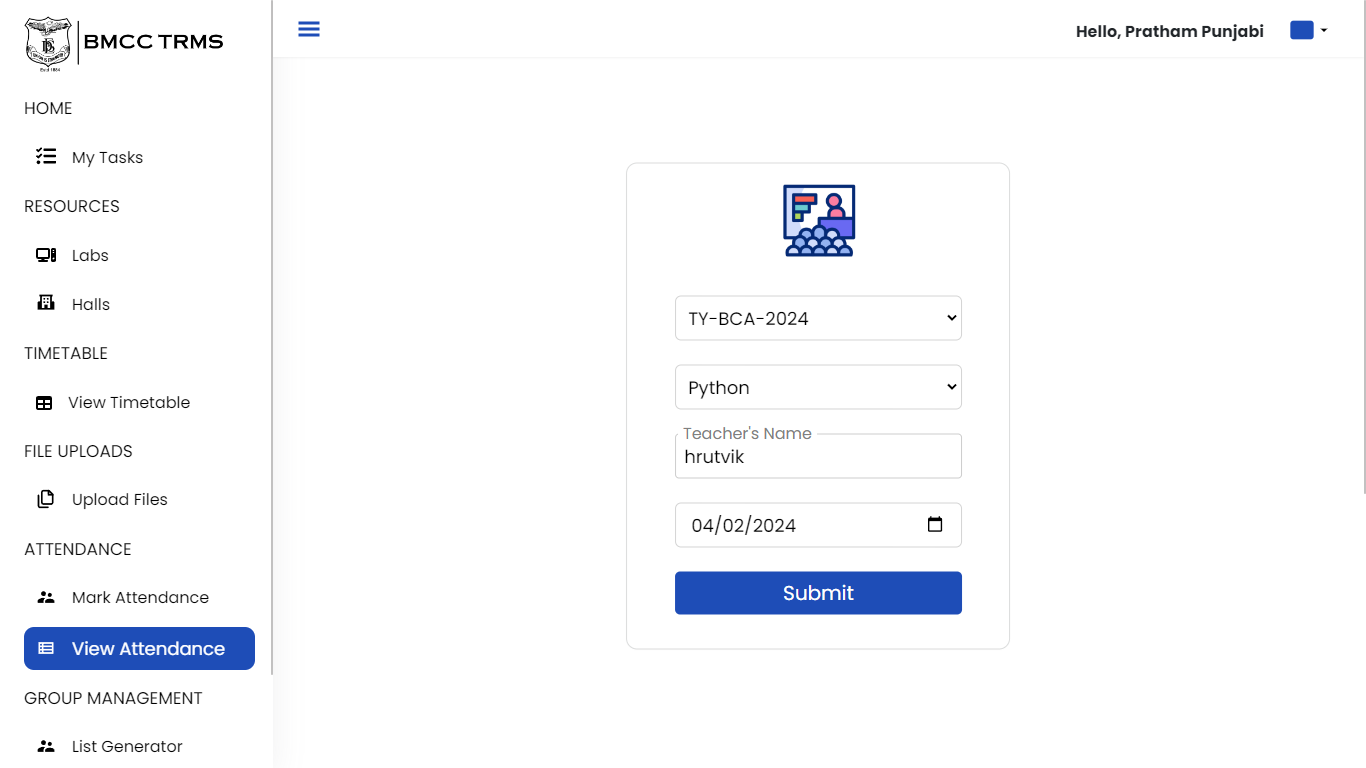 BMCC TRMS
Hello, Pratham Punjabi
HOME
My Tasks
RESOURCES
Labs
Halls
TIMETABLE
View Timetable
FILE UPLOADS
Upload Files
ATTENDANCE
Mark Attendance
View Attendance
GROUP MANAGEMENT
List Generator
TY-BCA-2024
Python
Teacher's Name
hrutvik
04/02/2024
Submit